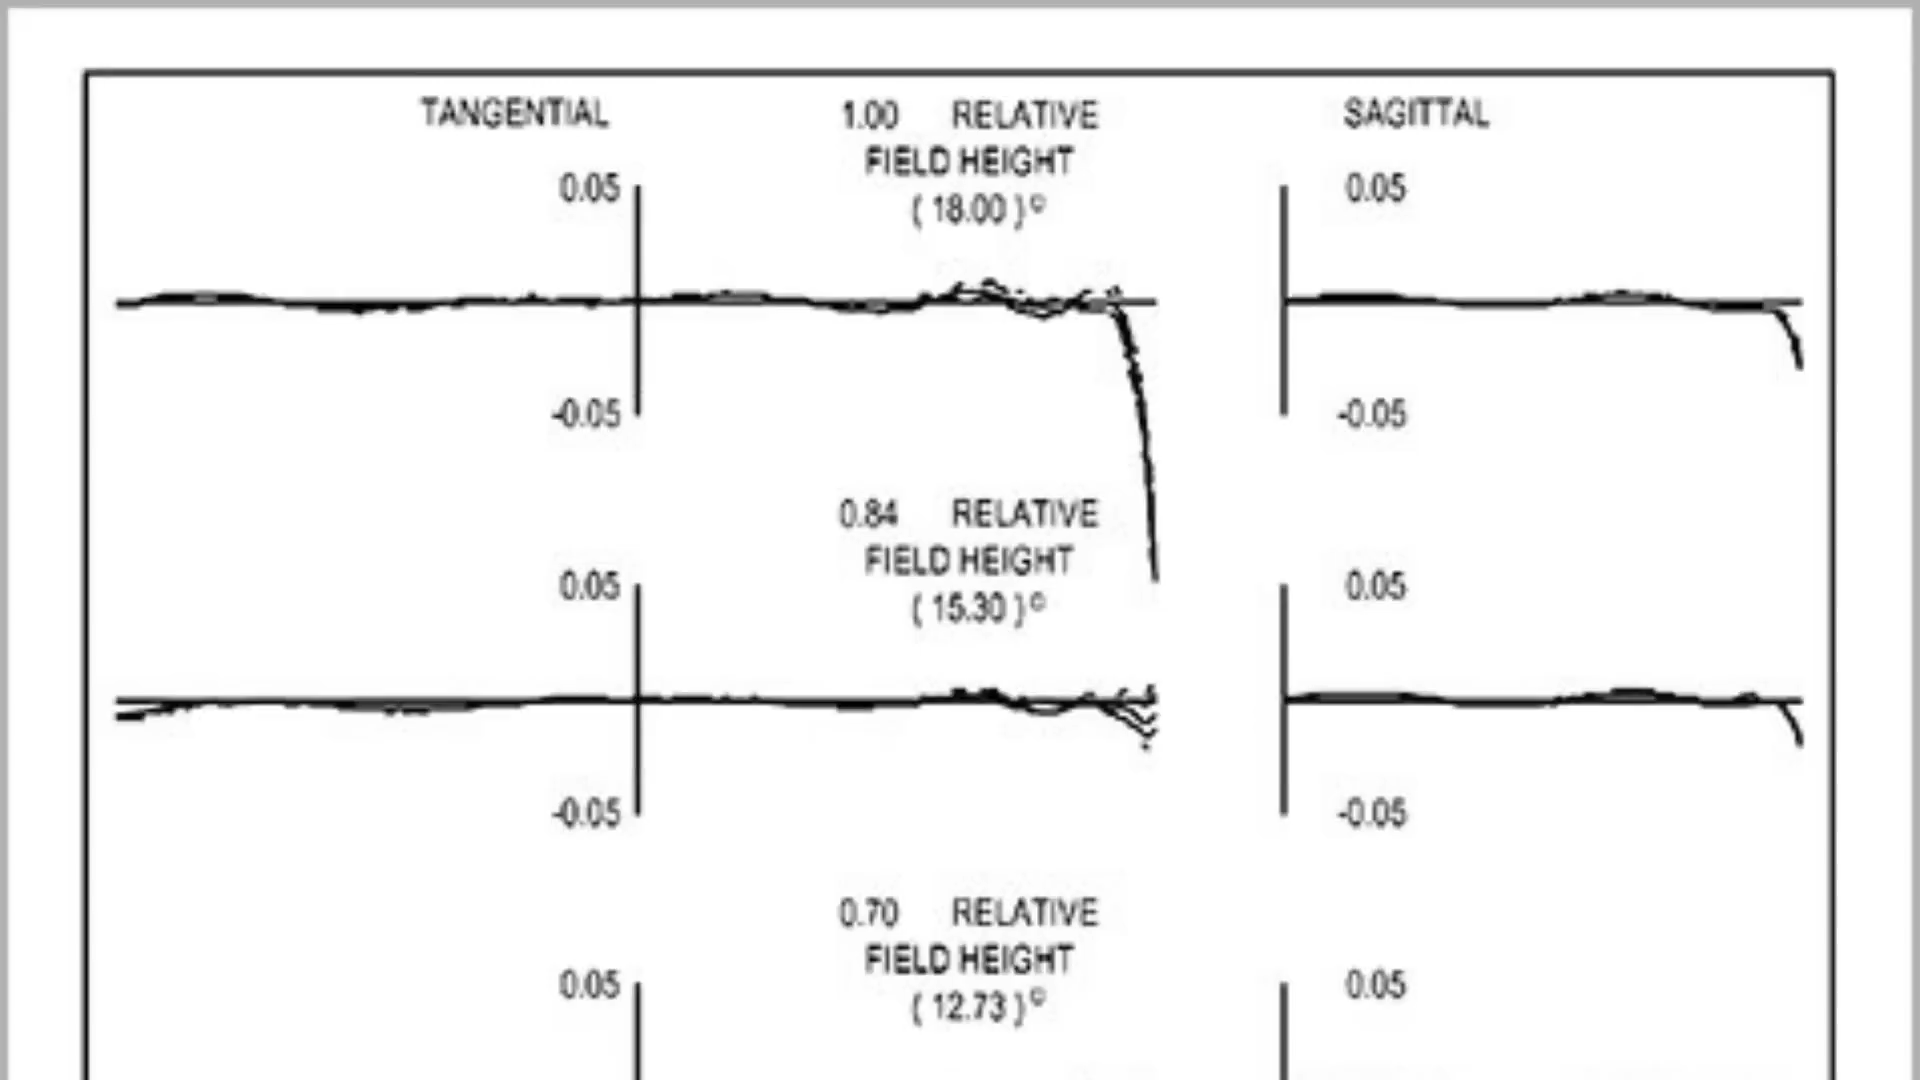 TANGENTIAL 1.00 RELATIVE SAGITTAL
FIELD HEIGHT
0.05 ( 18.00 )° 0.05
-0.05 -0.05
0.84 RELATIVE
FIELD HEIGHT
0.05 ( 15.30 )° 0.05
-0.05 -0.05
0.70 RELATIVE
FIELD HEIGHT
0.05 ( 12.73 )° 0.05